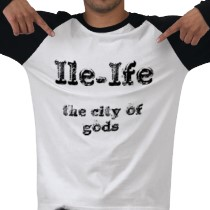 Ile-Ife
the city of
gods